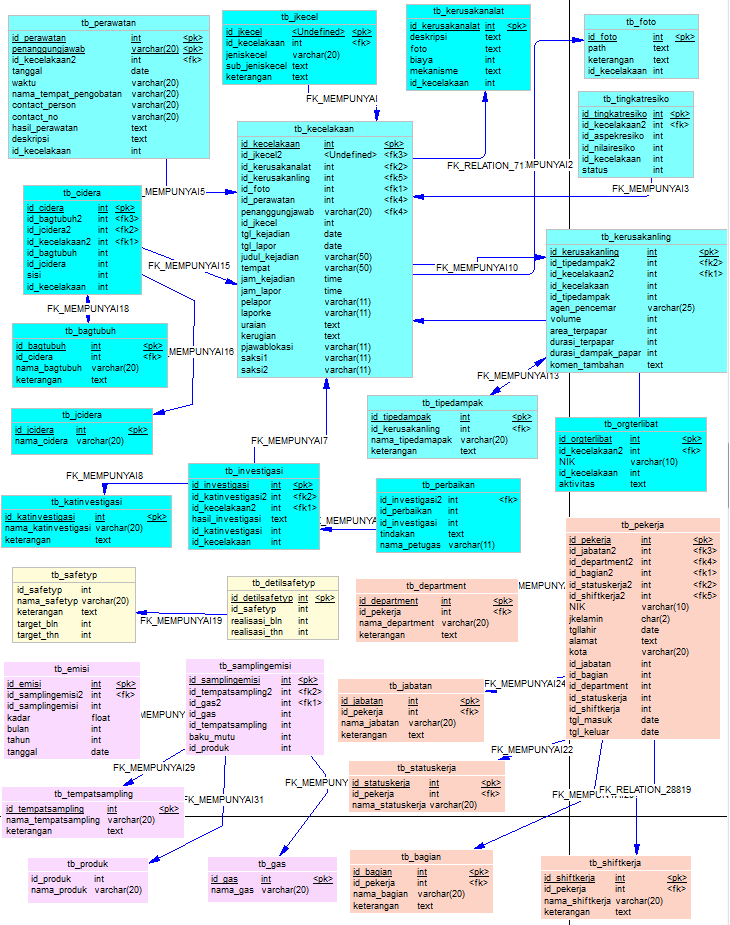 tb_perawatan
id_perawatan int <pk>
penanggungjawab varchar(20) <pk>
id_kecelakaan2 int <fk>
tanggal date
waktu varchar(20)
nama_tempat_pengobatan varchar(20)
contact_person varchar(20)
contact_no varchar(20)
hasil_perawatan text
deskripsi text
id_kecelakaan int
tb_jkecel
id_jkecel <Undefined> <pk>
id_kecelakaan int <fk>
jeniskecel varchar(20)
sub_jeniskecel text
keterangan text
FK_MEMPUNYAI
tb_kerusakanalat
id_kerusakanalat int <pk>
deskripsi text
foto text
biaya int
mekanisme text
id_kecelakaan int
tb_foto
id_foto int <pk>
path text
keterangan text
id_kecelakaan int
tb_tingkatresiko
id_tingkatresiko int <pk>
id_kecelakaan2 int <fk>
id_aspekresiko int
id_nilairesiko int
id_kecelakaan int
status int
tb_kecelakaan
id_kecelakaan int <pk>
id_jkecel2 <Undefined> <fk3>
id_kerusakanalat int <fk2>
id_kerusakanling int <fk5>
id_foto int <fk1>
id_perawatan int <fk4>
penanggungjawab varchar(20) <fk4>
id_jkecel int
tgl_kejadian date
tgl_lapor date
judul_kejadian varchar(50)
tempat varchar(50)
jam_kejadian time
jam_lapor time
pelapor varchar(11)
laporke varchar(11)
uraian text
kerugian text
pjawablokasi varchar(11)
saksi1 varchar(11)
saksi2 varchar(11)
FK_RELATION_71
MPUNYAI2
FK_MEMPUNYAI3
_MEMPUNYAI5
tb_cidera
id_cidera int <pk>
id_bagtubuh2 int <fk3>
id_jcidera2 int <fk2>
id_kecelakaan2 int <fk1>
id_bagtubuh int
id_jcidera int
sisi int
id_kecelakaan int
FK_MEMPUNYAI15
FK_MEMPUNYAI10
FK_MEMPUNYAI18
tb_kerusakanling
id_kerusakanling int <pk>
id_tipedampak2 int <fk2>
id_kecelakaan2 int <fk1>
id_kecelakaan int
id_tipedampak int
agen_pencemar varchar(25)
volume int
area_terpapar int
durasi_terpapar int
durasi_dampak_papar int
komen_tambahan text
tb_bagtubuh
id_bagtubuh int <pk>
id_cidera int <fk>
nama_bagtubuh varchar(20)
keterangan text
_MEMPUNYAI16
FK_MEMPUNYAI13
tb_jcidera
id_jcidera int <pk>
nama_cidera varchar(20)
tb_tipedampak
id_tipedampak int <pk>
id_kerusakanling int <fk>
nama_tipedampak varchar(20)
keterangan text
tb_orgterlibat
id_orgterlibat int <pk>
id_kecelakaan2 int <fk>
NIK varchar(10)
id_kecelakaan int
aktivitas text
FK_MEMPUNYAI7
FK_MEMPUNYAI8
tb_investigasi
id_investigasi int <pk>
id_katinvestigasi2 int <fk2>
id_kecelakaan2 int <fk1>
hasil_investigasi text
id_katinvestigasi int
id_kecelakaan int
tb_katinvestigasi
id_katinvestigasi int <pk>
nama_katinvestigasi varchar(20)
keterangan text
K_MEMPUNYA
tb_perbaikan
id_investigasi2 int <fk>
id_perbaikan int
id_investigasi int
tindakan text
nama_petugas varchar(11)
tb_pekerja
id_pekerja int <pk>
id_jabatan2 int <fk3>
id_department2 int <fk4>
id_bagian2 int <fk1>
id_statuskerja2 int <fk2>
id_shiftkerja2 int <fk5>
NIK varchar(10)
jkelamin char(2)
tgllahir date
alamat text
kota varchar(20)
id_jabatan int
id_bagian int
id_department int
id_statuskerja int
id_shiftkerja int
tgl_masuk date
tgl_keluar date
tb_safetyp
id_safetyp int
nama_safetyp varchar(20)
keterangan text
target_bln int
target_thn int
FK_MEMPUNYAI19
tb_detilsafetyp
id_detilsafetyp int <pk>
id_safetyp int
realisasi_bln int
realisasi_thn int
tb_department
id_department int <pk>
id_pekerja int <fk>
nama_department varchar(20)
keterangan text
MEMPUNY
tb_emisi
id_emisi int <pk>
id_samplingemisi2 int <fk>
id_samplingemisi int
kadar float
bulan int
tahun int
tanggal date
MEMPUNY
tb_samplingemisi
id_samplingemisi int <pk>
id_tempatsampling2 int <fk2>
id_gas2 int <fk1>
id_gas int
id_tempatsampling int
baku_mutu int
id_produk int
tb_jabatan
id_jabatan int <pk>
id_pekerja int <fk>
nama_jabatan varchar(20)
keterangan text
FK_MEMPUNYAI24
FK_MEMPUNYAI22
FK_MEMPUNYAI29
tb_tempatsampling
id_tempatsampling int <pk>
nama_tempatsampling varchar(20)
keterangan text
FK_MEMPUNYAI31
FK_MEMPUNY
tb_statuskerja
id_statuskerja int <pk>
id_pekerja int <fk>
nama_statuskerja varchar(20)
FK_RELATION_28819
tb_produk
id_produk int
nama_produk varchar(20)
tb_gas
id_gas int <pk>
nama_gas varchar(20)
tb_bagian
id_bagian int <pk>
id_pekerja int <fk>
nama_bagian varchar(20)
keterangan text
tb_shiftkerja
id_shiftkerja int <pk>
id_pekerja int <fk>
nama_shiftkerja varchar(20)
keterangan text